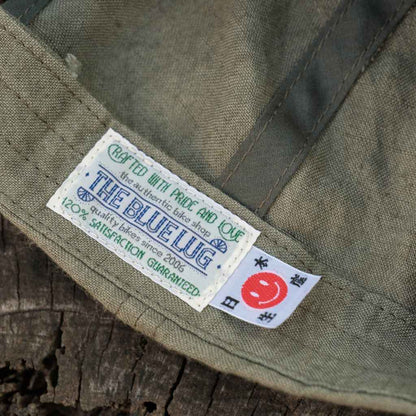 CRAFTED WITH PRIDE AND LOVE
the authentic bike shop
THE BLUE LUG
quality bikes since 2006
120% SATISFACTION GUARANTEED
日本
生産